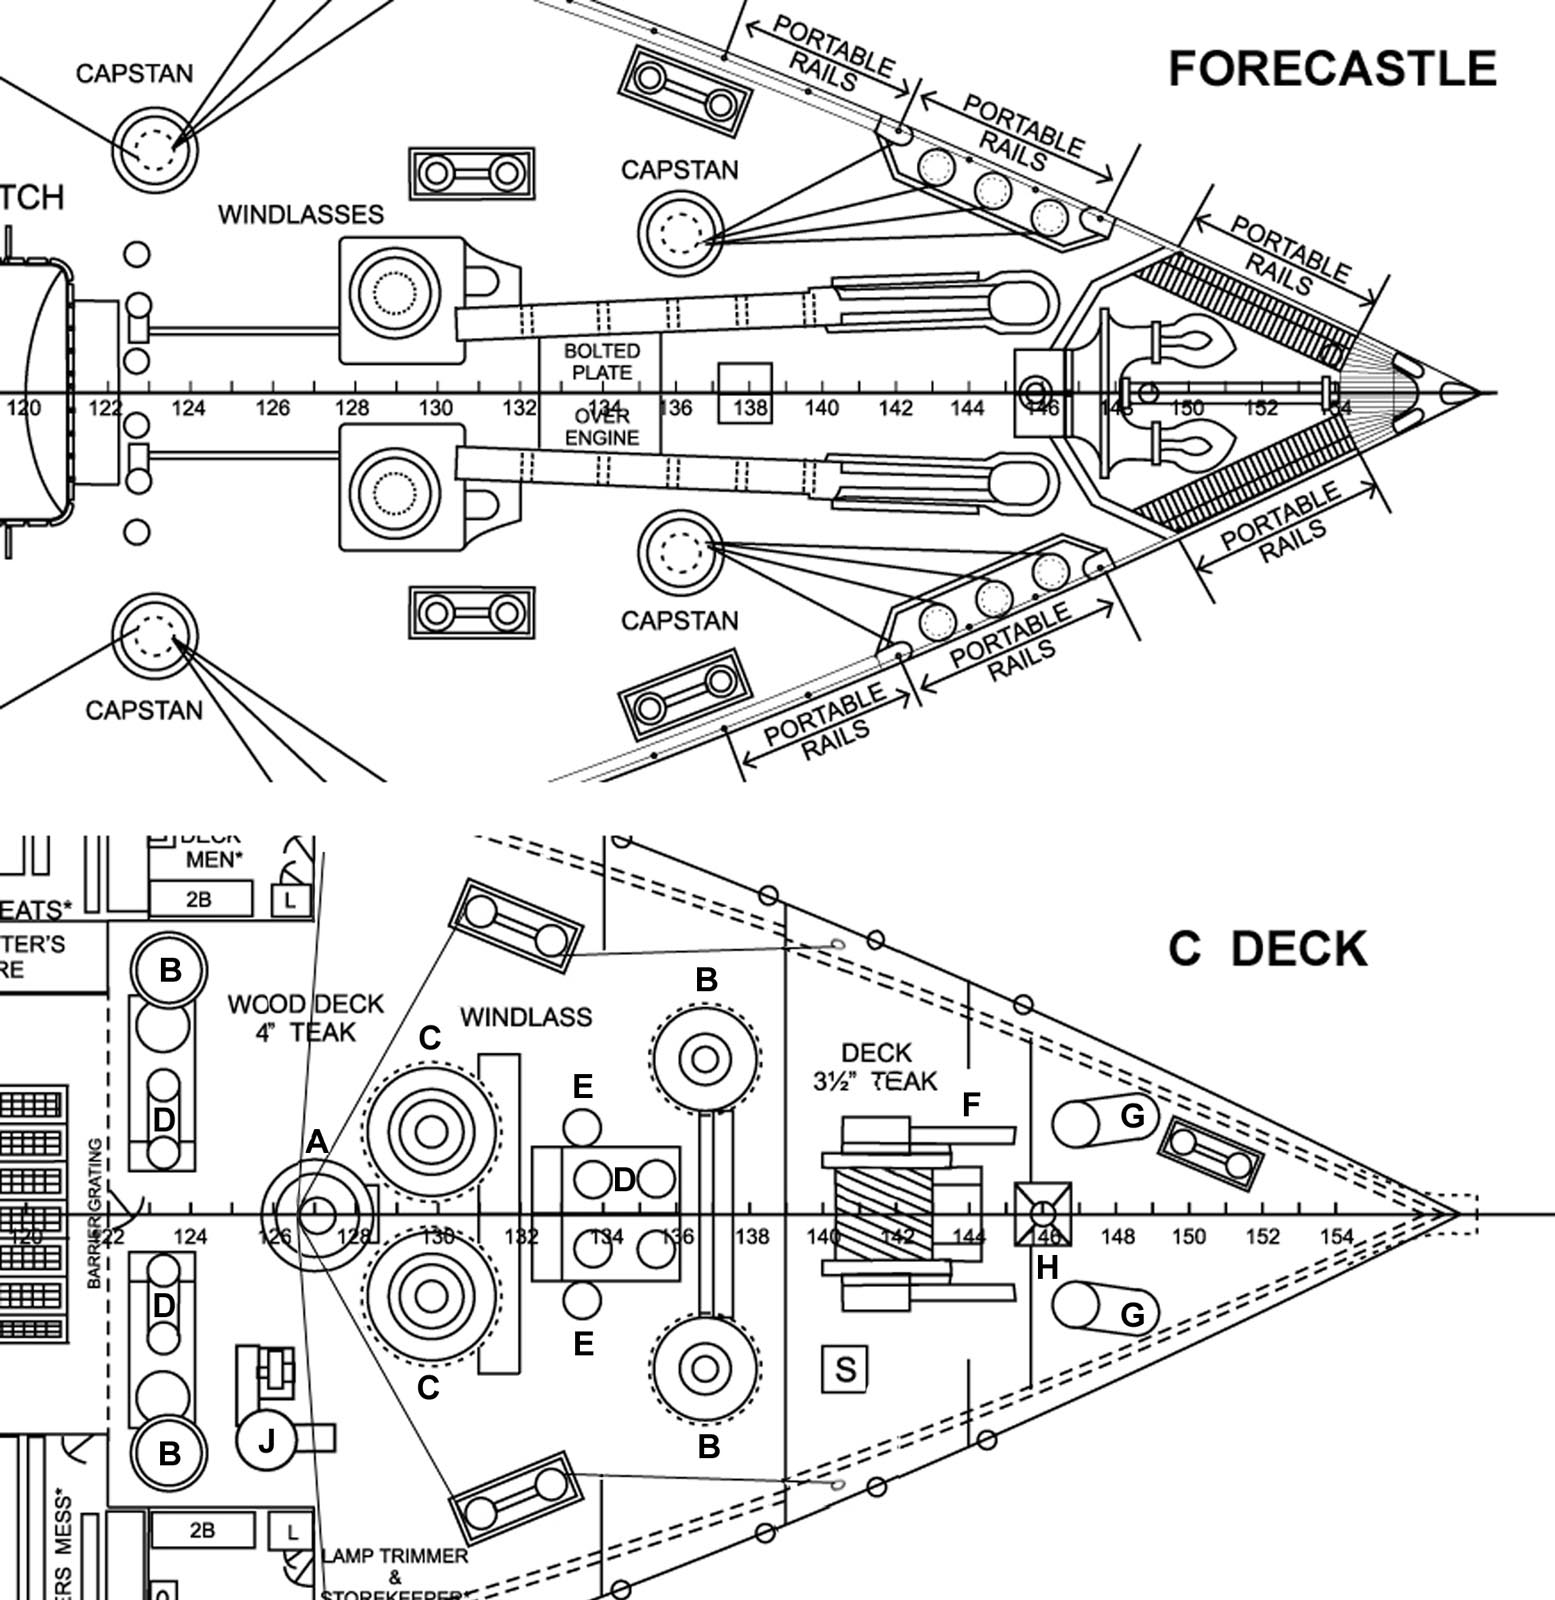 FORECASTLE
PORTABLE
RAILS
PORTABLE
RAILS
PORTABLE
RAILS
CAPSTAN
CAPSTAN
TCH
WINDLASSES
BOLTED
PLATE
120 122 124 126 128 130 132 134 136 138 140 142 144 146 148 150 152 154
OVER
ENGINE
CAPSTAN
CAPSTAN
PORTABLE
RAILS
PORTABLE
RAILS
PORTABLE
RAILS
C DECK
DECK
MEN*
2B
L
EATS*
TER'S
RE
B
WOOD DECK
4" TEAK
WINDLASS
B
C
DECK
3½" TEAK
E
F
G
D
A
D
BARRIER GRATING
120 122 124 126 128 130 132 134 136 138 140 142 144 146 148 150 152 154
H
D
G
E
S
C
J
B
B
2B
L
ERS MESS*
LAMP TRIMMER
&
STOREKEEPER*